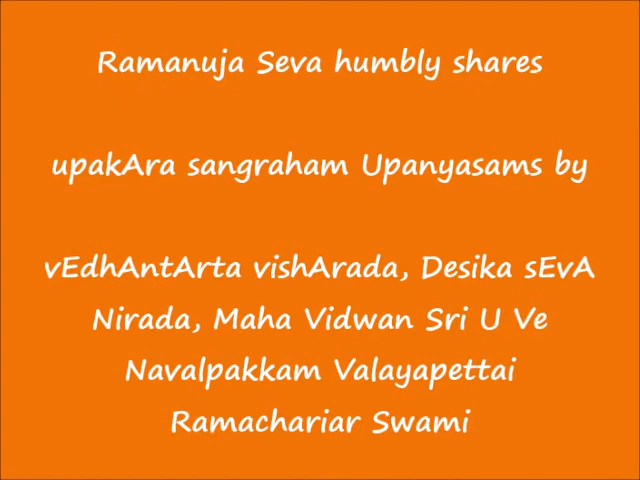 Ramanuja Seva humbly shares
upakAra sangraham Upanyasams by
vEdhAntArta vishArada, Desika sEvA
Nirada, Maha Vidwan Sri U Ve
Navalpakkam Valayapettai
Ramachariar Swami